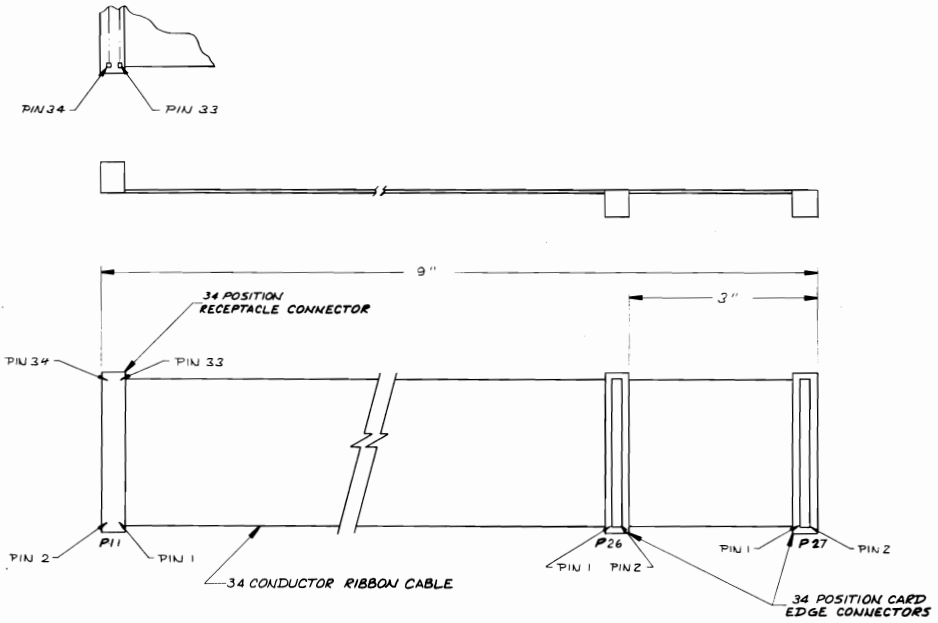 PIN 34
PIN 33
9"
3"
34 POSITION
RECEPTACLE CONNECTOR
PIN 34
PIN 33
PIN 2
P11
PIN 1
P26
PIN 1
PIN 2
PIN 1
P27
PIN 2
34 CONDUCTOR RIBBON CABLE
34 POSITION CARD
EDGE CONNECTORS